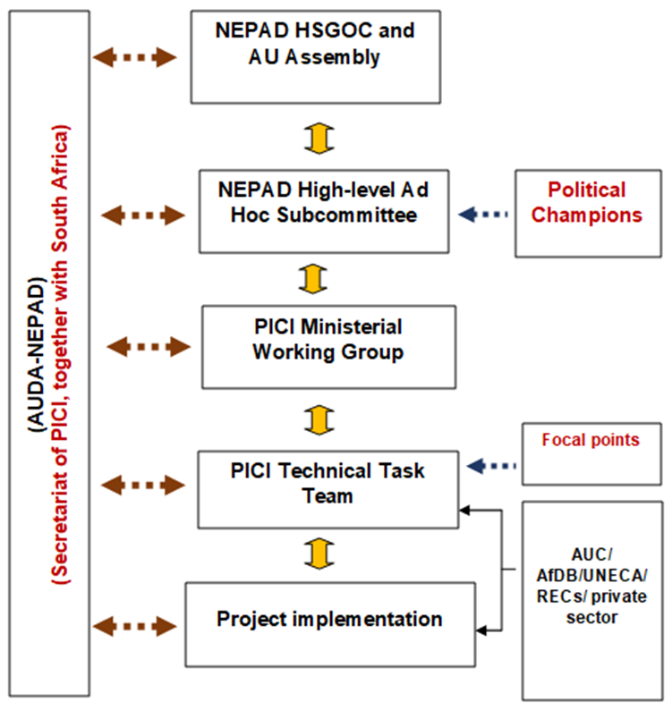 (AUDA-NEPAD)
(Secretariat of PICI, together with South Africa)
NEPAD HSGOC and
AU Assembly
NEPAD High-level Ad
Hoc Subcommittee
Political
Champions
PICI Ministerial
Working Group
PICI Technical Task
Team
Focal points
Project implementation
AUC/
AfDB/UNECA/
RECs/ private
sector